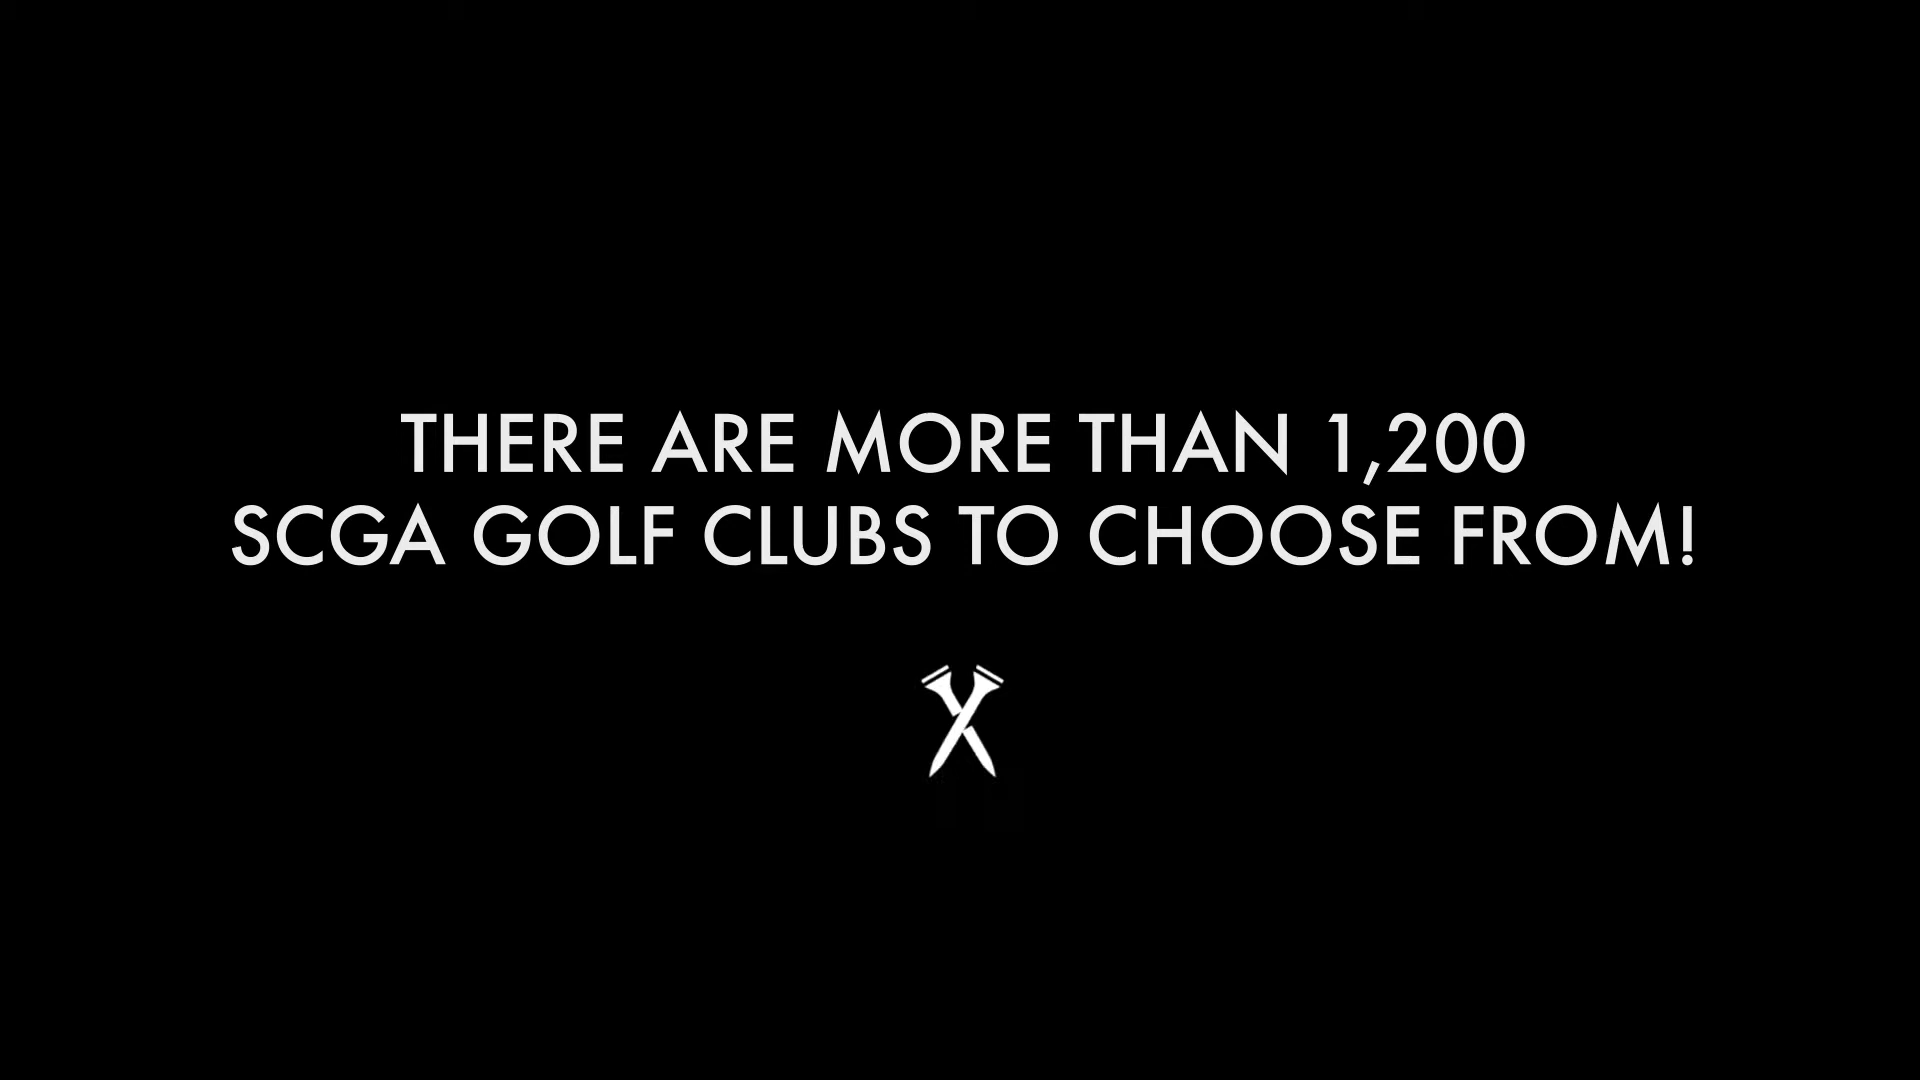 THERE ARE MORE THAN 1,200
SCGA GOLF CLUBS TO CHOOSE FROM!